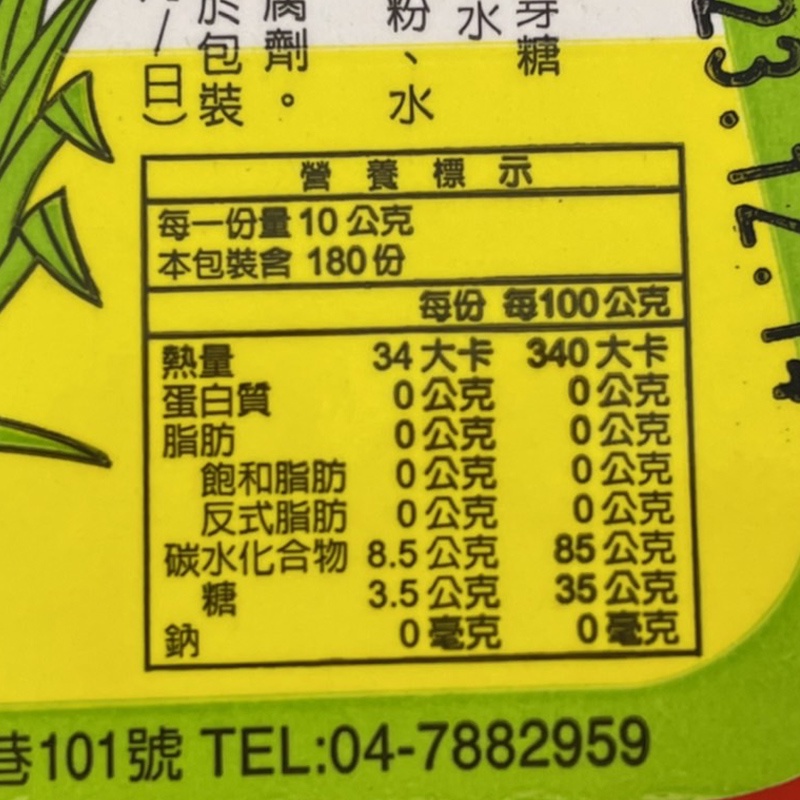 芽糖
水
粉、水
腐劑。
於包裝
/日)
23.12.14
營養標示
每一份量 10 公克
本包裝含 180 份
每份 每100公克
熱量 34 大卡 340 大卡
蛋白質 0 公克 0 公克
脂肪 0 公克 0 公克
飽和脂肪 0 公克 0 公克
反式脂肪 0 公克 0 公克
碳水化合物 8.5 公克 85 公克
糖 3.5 公克 35 公克
鈉 0 毫克 0 毫克
巷101號 TEL:04-7882959